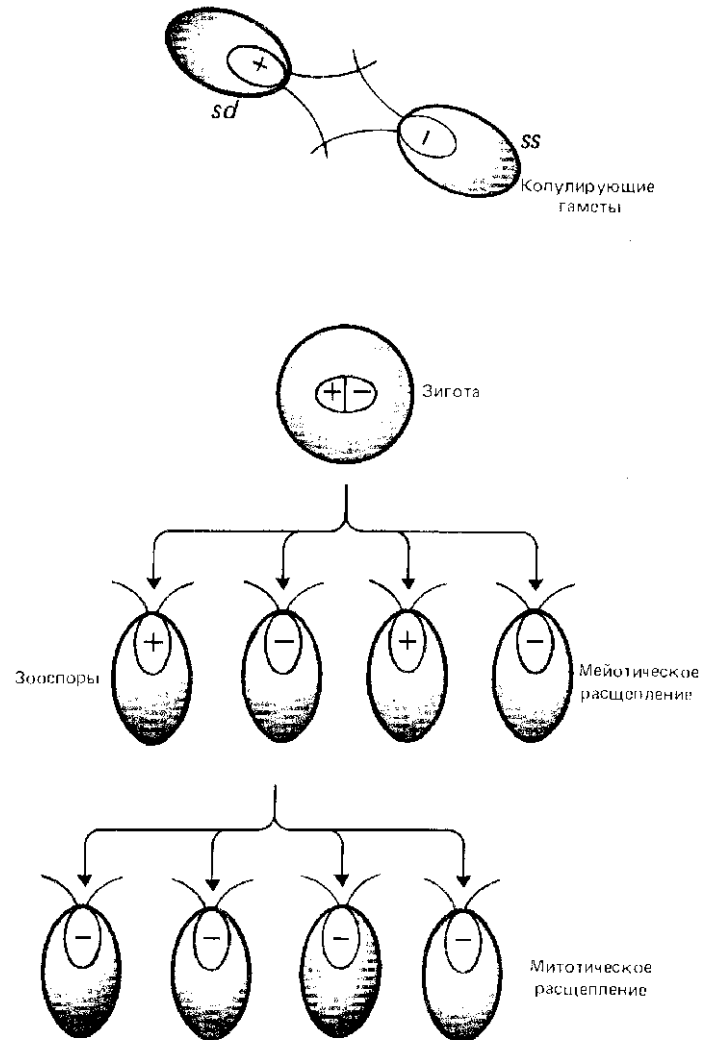 +
sd
−
ss
Копулирующие
гаметы
+ −
Зигота
+ − + −
Зооспоры
Мейотическое
расщепление
− − − −
Митотическое
расщепление